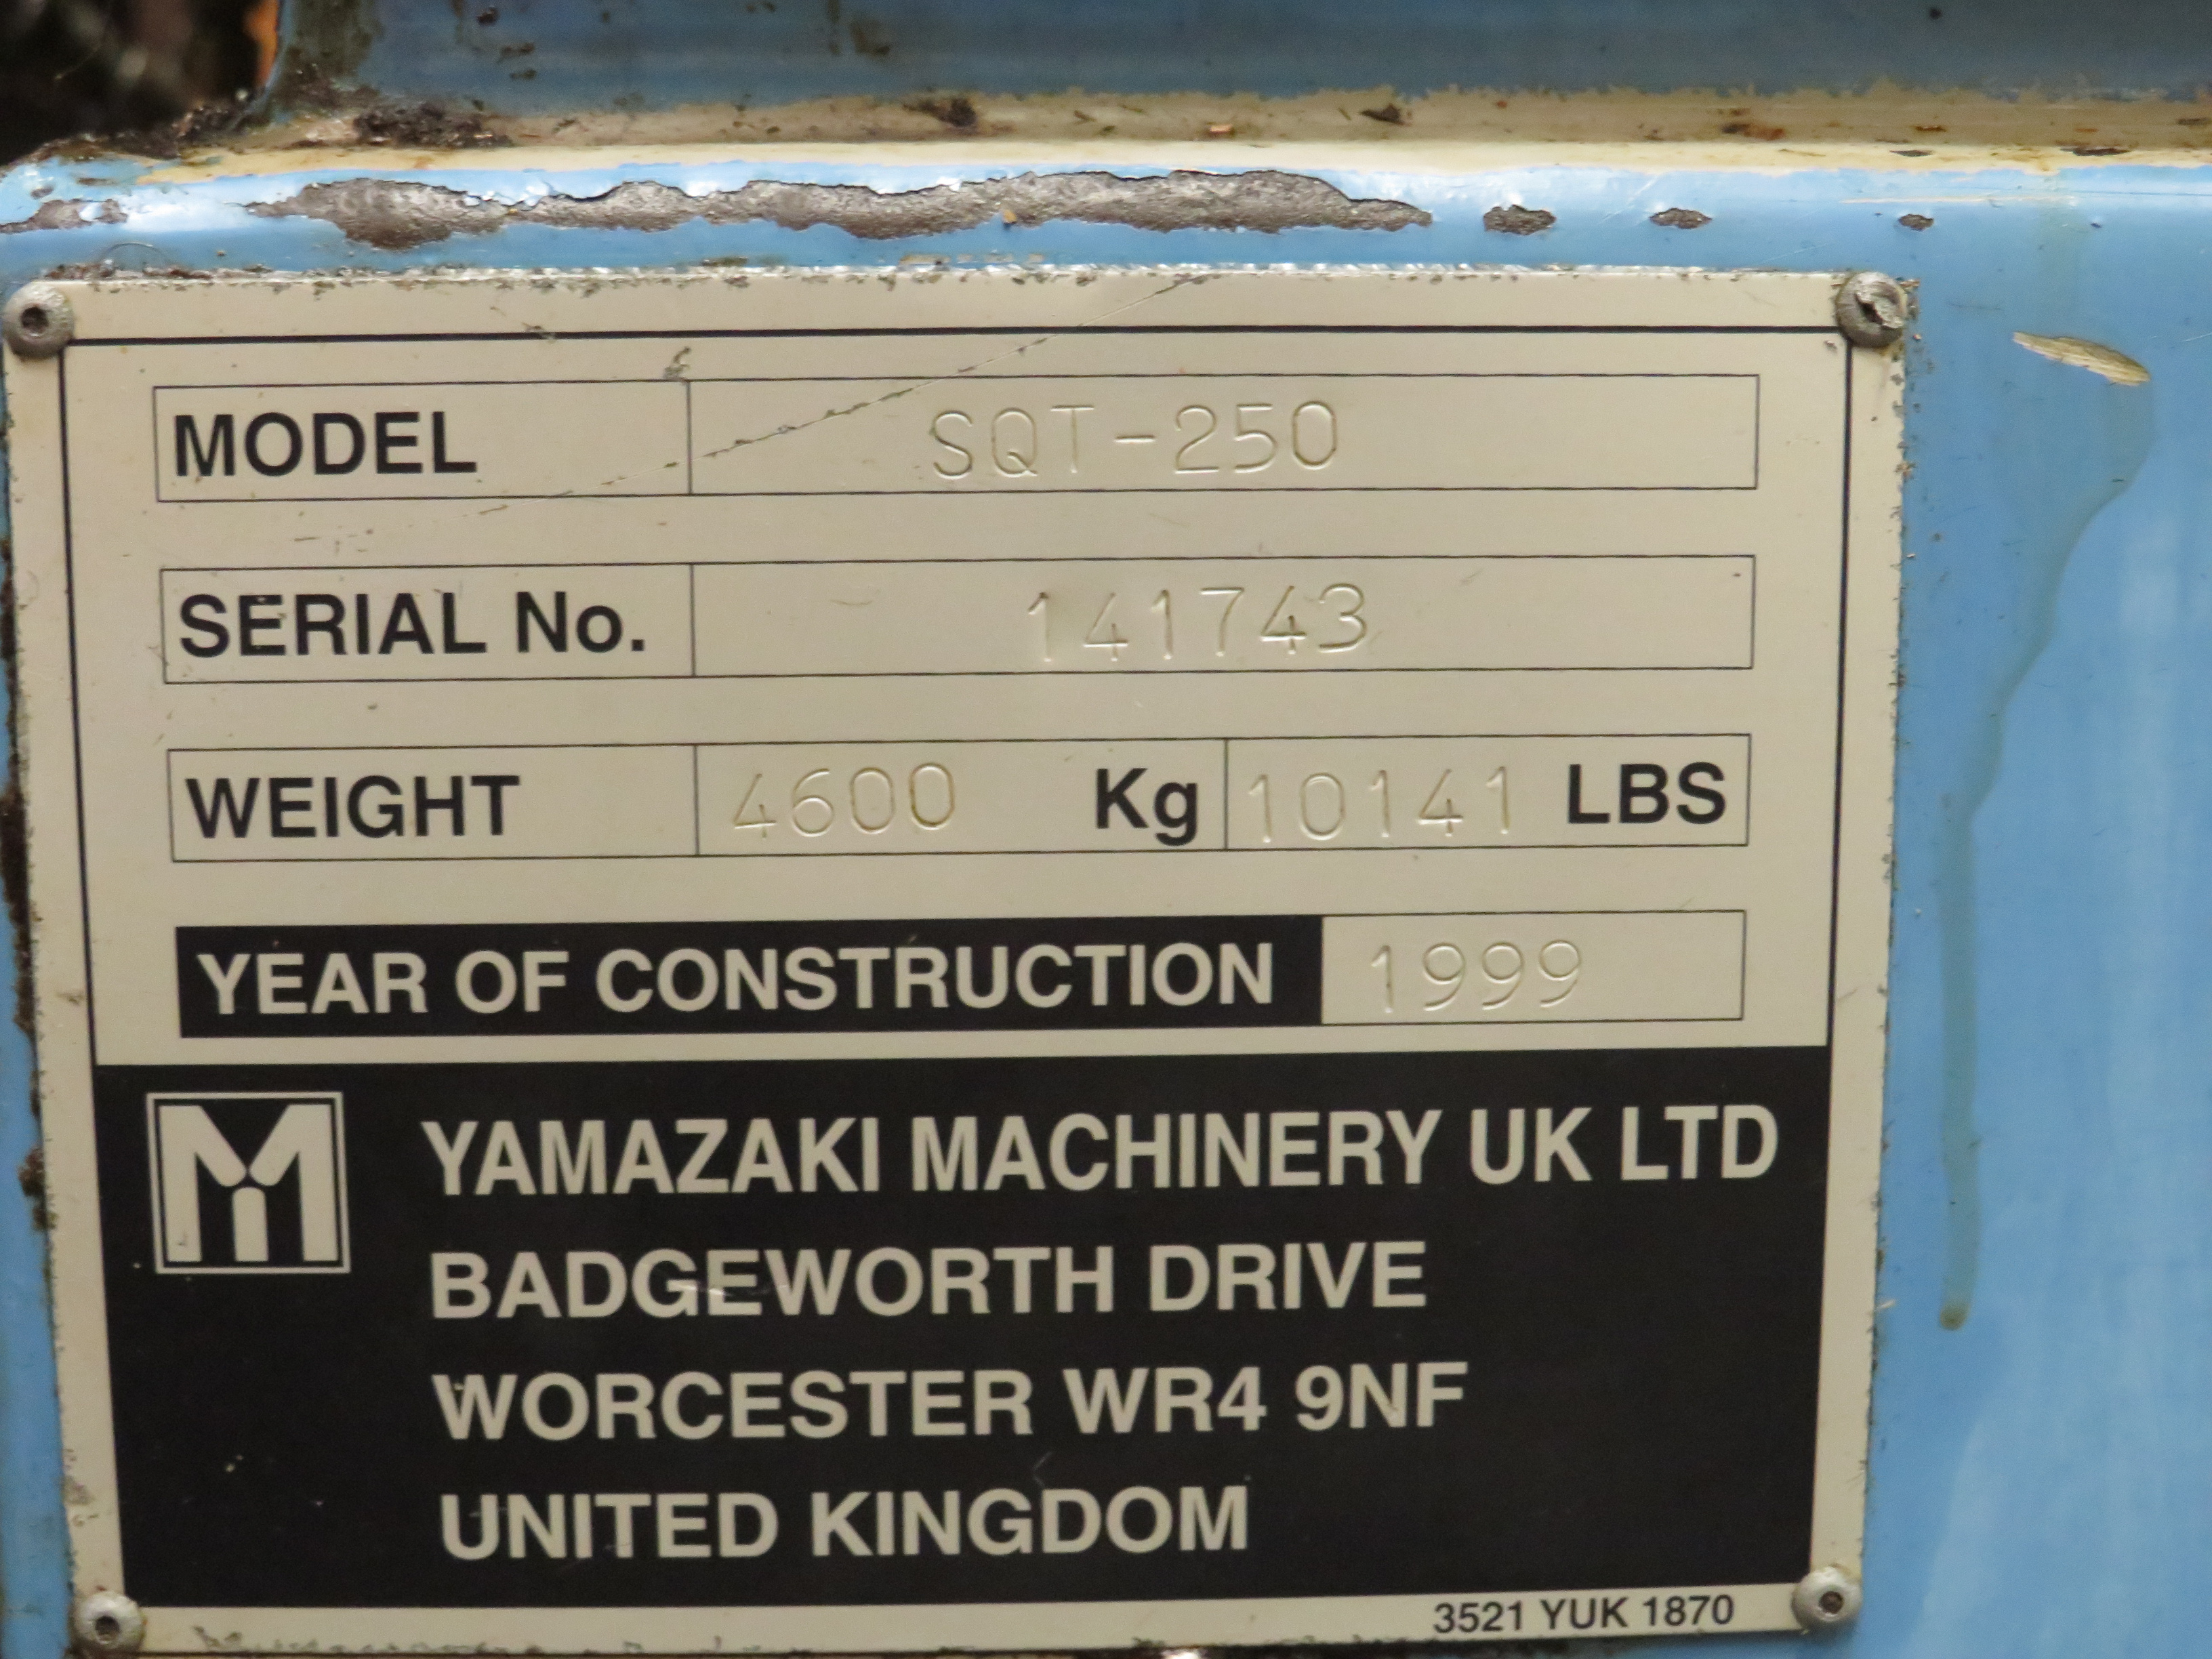 MODEL SQT-250
SERIAL No. 141743
WEIGHT 4600 Kg 10141 LBS
YEAR OF CONSTRUCTION 1999
YAMAZAKI MACHINERY UK LTD
BADGEWORTH DRIVE
WORCESTER WR4 9NF
UNITED KINGDOM
3521 YUK 1870